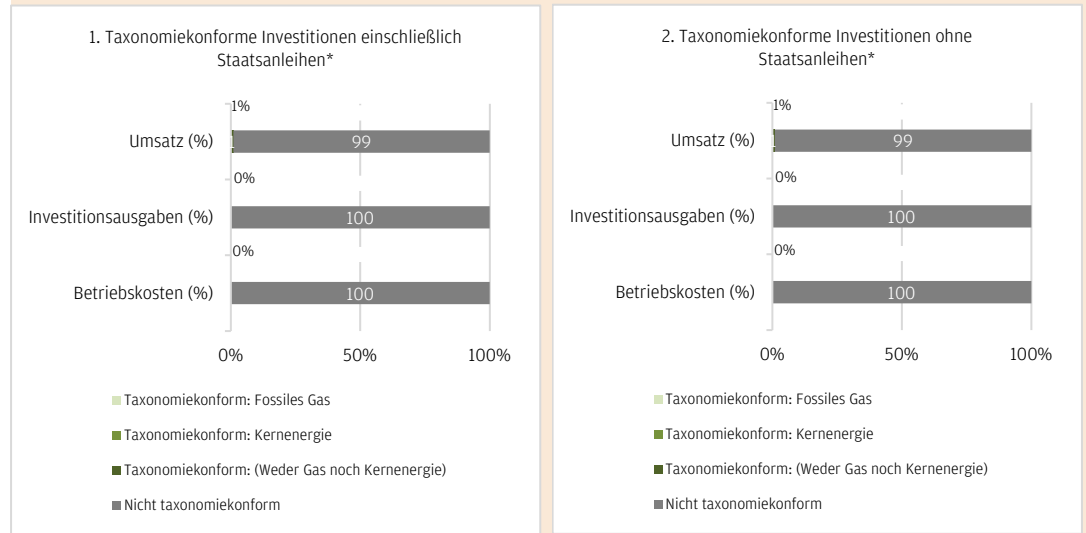 1. Taxonomiekonforme Investitionen einschließlich
Staatsanleihen*
1%
Umsatz (%)
1
99
0%
Investitionsausgaben (%)
100
0%
Betriebskosten (%)
100
0%
50%
100%
Taxonomiekonform: Fossiles Gas
Taxonomiekonform: Kernenergie
Taxonomiekonform: (Weder Gas noch Kernenergie)
Nicht taxonomiekonform
2. Taxonomiekonforme Investitionen ohne
Staatsanleihen*
1%
Umsatz (%)
1
99
0%
Investitionsausgaben (%)
100
0%
Betriebskosten (%)
100
0%
50%
100%
Taxonomiekonform: Fossiles Gas
Taxonomiekonform: Kernenergie
Taxonomiekonform: (Weder Gas noch Kernenergie)
Nicht taxonomiekonform